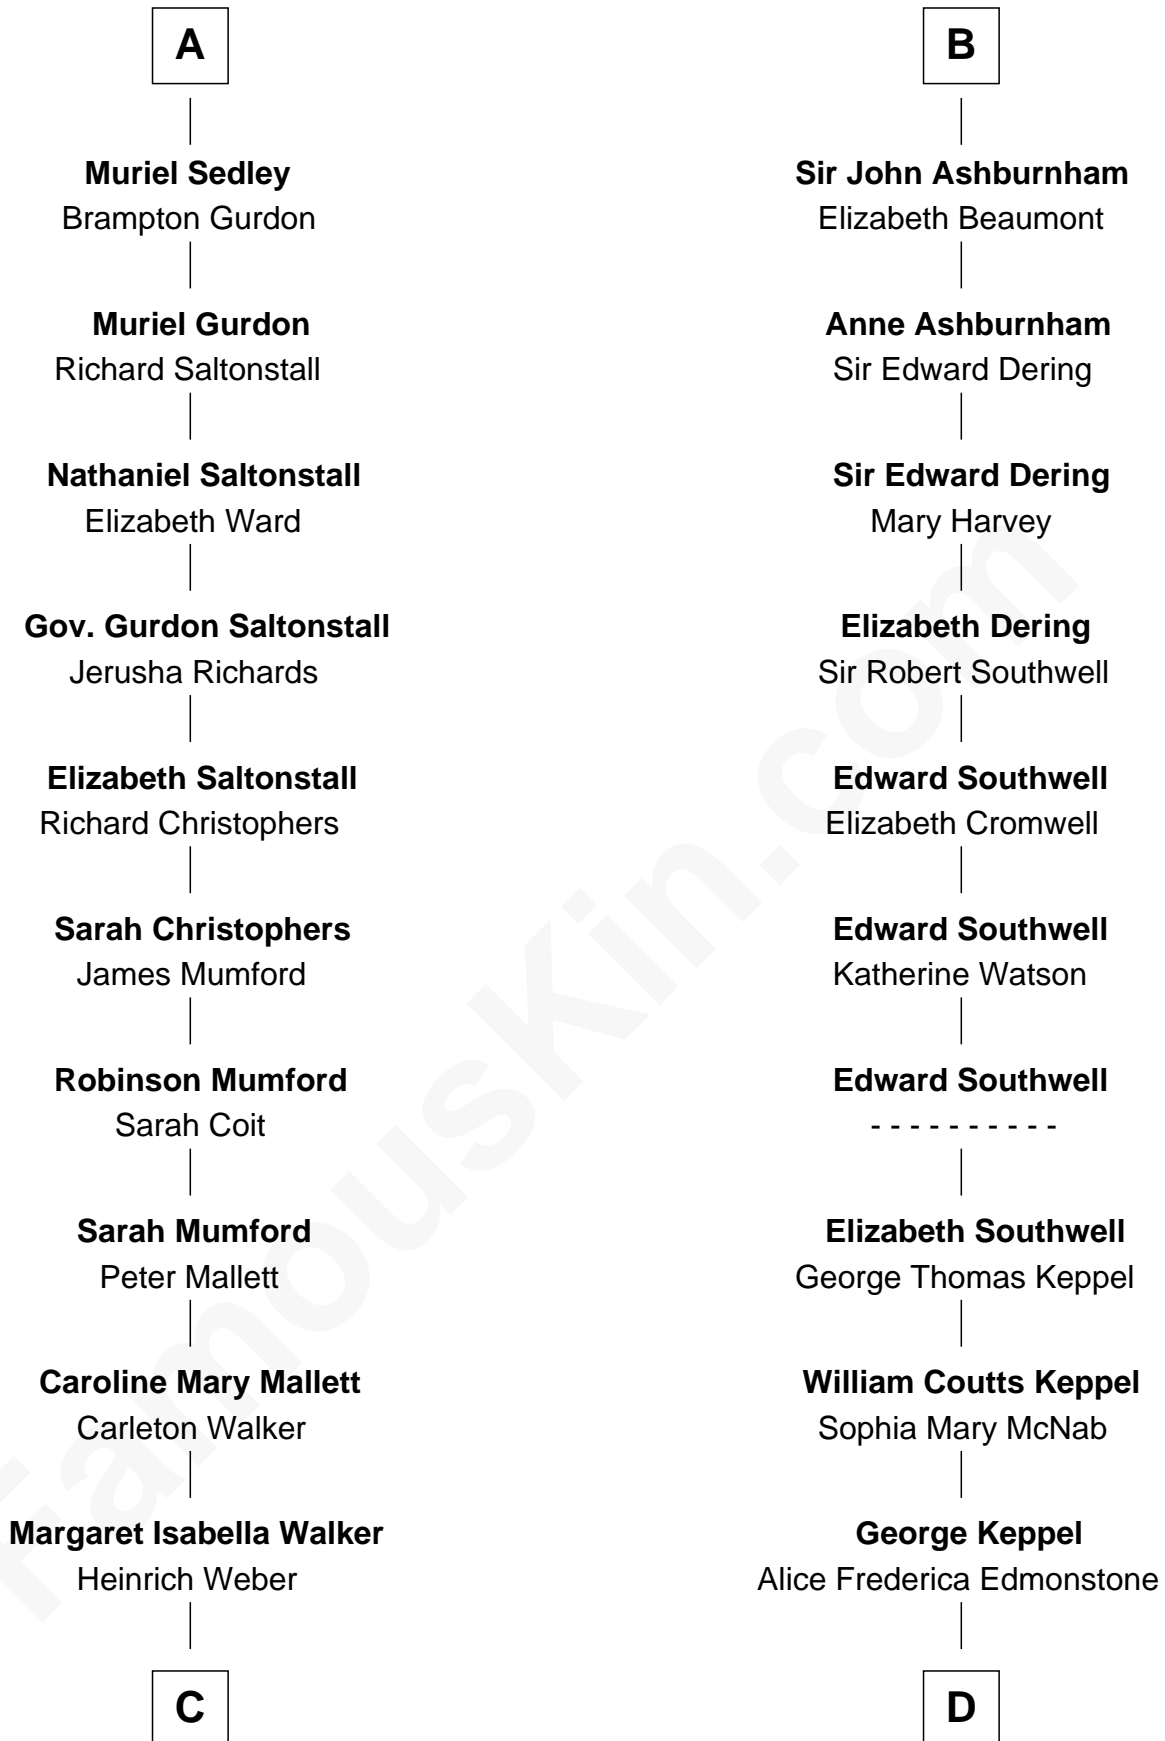 A
Muriel Sedley
Brampton Gurdon
Muriel Gurdon
Richard Saltonstall
Nathaniel Saltonstall
Elizabeth Ward
Gov. Gurdon Saltonstall
Jerusha Richards
Elizabeth Saltonstall
Richard Christophers
Sarah Christophers
James Mumford
Robinson Mumford
Sarah Coit
Sarah Mumford
Peter Mallett
Caroline Mary Mallett
Carleton Walker
Margaret Isabella Walker
Heinrich Weber
C
B
Sir John Ashburnham
Elizabeth Beaumont
Anne Ashburnham
Sir Edward Dering
Sir Edward Dering
Mary Harvey
Elizabeth Dering
Sir Robert Southwell
Edward Southwell
Elizabeth Cromwell
Edward Southwell
Katherine Watson
Edward Southwell
- - - - - - - - - -
Elizabeth Southwell
George Thomas Keppel
William Coutts Keppel
Sophia Mary McNab
George Keppel
Alice Frederica Edmonstone
D
FamousKin.com